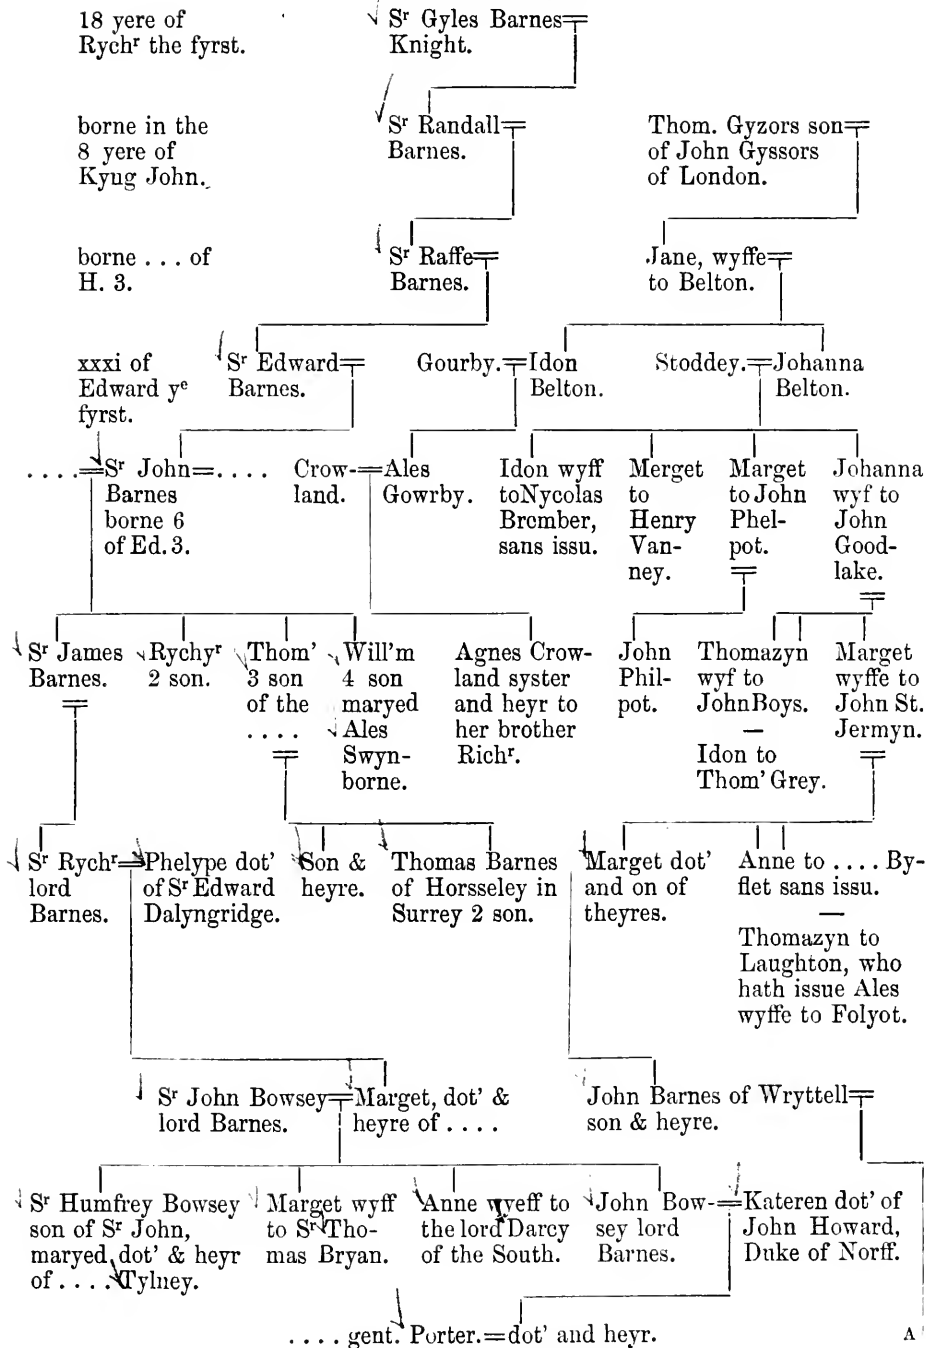 18 yere of
Rychʳ the fyrst.
Sʳ Gyles Barnes
Knight.
borne in the
8 yere of
Kyug John.
Sʳ Randall
Barnes.
Thom. Gyzors son
of John Gyssors
of London.
borne . . . of
H. 3.
Sʳ Raffe
Barnes.
Jane, wyffe
to Belton.
xxxi of
Edward yᵉ
fyrst.
Sʳ Edward
Barnes.
Gourby.
Idon
Belton.
Stoddey.
Johanna
Belton.
. . . .
Sʳ John
Barnes
borne 6
of Ed. 3.
. . . .
Crow-
land.
Ales
Gowrby.
Idon wyff
toNycolas
Brember,
sans issu.
Merget
to
Henry
Van-
ney.
Marget
to John
Phel-
pot.
Johanna
wyf to
John
Good-
lake.
Sʳ James
Barnes.
Rychyʳ
2 son.
Thom'
3 son
of the
. . . .
Will'm
4 son
maryed
Ales
Swyn-
borne.
Agnes Crow-
land syster
and heyr to
her brother
Richʳ.
John
Phil-
pot.
Thomazyn
wyf to
John Boys.
—
Idon to
Thom' Grey.
Marget
wyffe to
John St.
Jermyn.
Sʳ Rychʳ
lord
Barnes.
Phelype dot'
of Sʳ Edward
Dalyngridge.
Son &
heyre.
Thomas Barnes
of Horsseley in
Surrey 2 son.
Marget dot'
and on of
theyres.
Anne to . . . . By-
flet sans issu.
—
Thomazyn to
Laughton, who
hath issue Ales
wyffe to Folyot.
Sʳ John Bowsey
lord Barnes.
Marget, dot' &
heyre of . . . .
John Barnes of Wryttell
son & heyre.
Sʳ Humfrey Bowsey
son of Sʳ John,
maryed dot' & heyr
of . . . . Tylney.
Marget wyff
to Sʳ Tho-
mas Bryan.
Anne wyeff to
the lord Darcy
of the South.
John Bow-
sey lord
Barnes.
Kateren dot' of
John Howard,
Duke of Norff.
. . . . gent. Porter.
dot' and heyr.
A